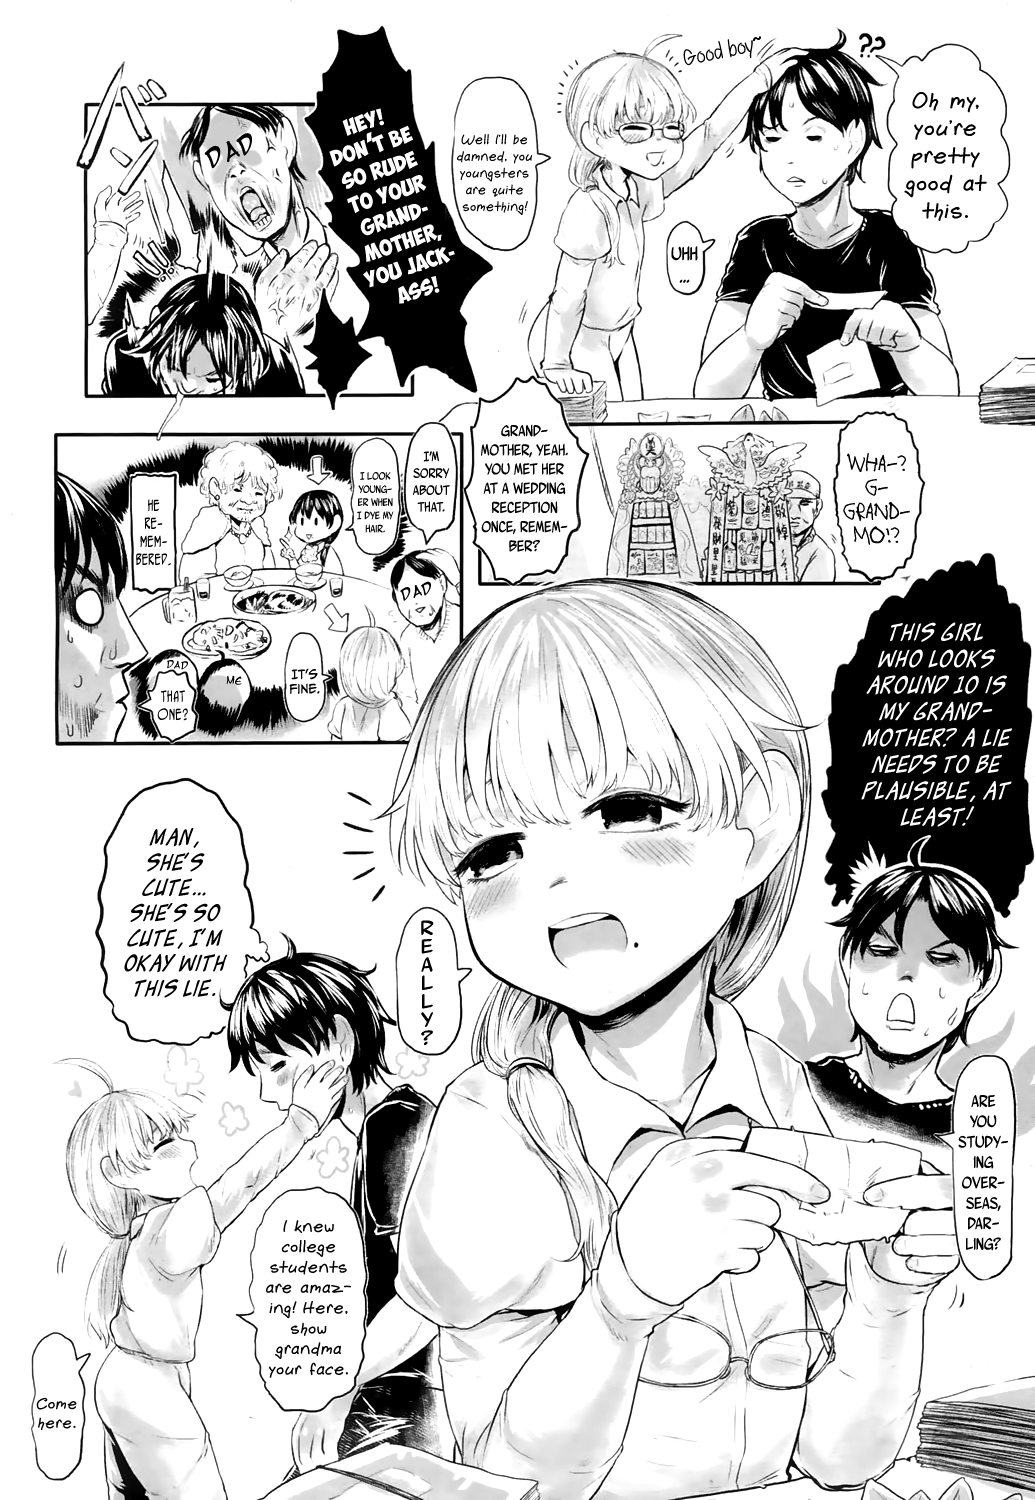 Oh my,
you're
pretty
good at
this.
??
Good boy~
UHH
...
Well I'll be
damned, you
youngsters
are quite
something!
HEY!
DON'T BE
SO RUDE
TO YOUR
GRAND-
MOTHER,
YOU JACK-
ASS!
DAD
WHA-?
G-
GRAND-
MO!?
GRAND-
MOTHER, YEAH.
YOU MET HER
AT A WEDDING
RECEPTION
ONCE, REMEM-
BER?
I'M
SORRY
ABOUT
THAT.
I LOOK
YOUNG-
ER WHEN
I DYE MY
HAIR.
HE
RE-
MEM-
BERED.
DAD
IT'S
FINE.
ME
DAD
THAT
ONE?
THIS GIRL
WHO LOOKS
AROUND 10 IS
MY GRAND-
MOTHER? A LIE
NEEDS TO BE
PLAUSIBLE, AT
LEAST!
ARE
YOU
STUDY-
ING
OVER-
SEAS,
DAR-
LING?
REALLY?
MAN,
SHE'S
CUTE...
SHE'S SO
CUTE, I'M
OKAY WITH
THIS LIE.
I knew
college
students
are amaz-
ing! Here,
show
grandma
your face.
Come
here.